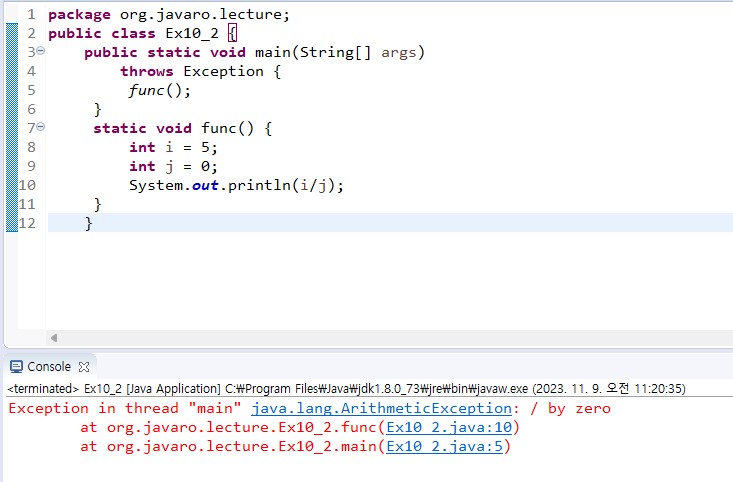 1 package org.javaro.lecture;
2 public class Ex10_2 {
3 public static void main(String[] args)
4 throws Exception {
5 func();
6 }
7 static void func() {
8 int i = 5;
9 int j = 0;
10 System.out.println(i/j);
11 }
12 }
Console
<terminated> Ex10_2 [Java Application] C:₩Program Files₩Java₩jdk1.8.0_73₩jre₩bin₩javaw.exe (2023. 11. 9. 오전 11:20:35)
Exception in thread "main" java.lang.ArithmeticException: / by zero
at org.javaro.lecture.Ex10_2.func(Ex10_2.java:10)
at org.javaro.lecture.Ex10_2.main(Ex10_2.java:5)